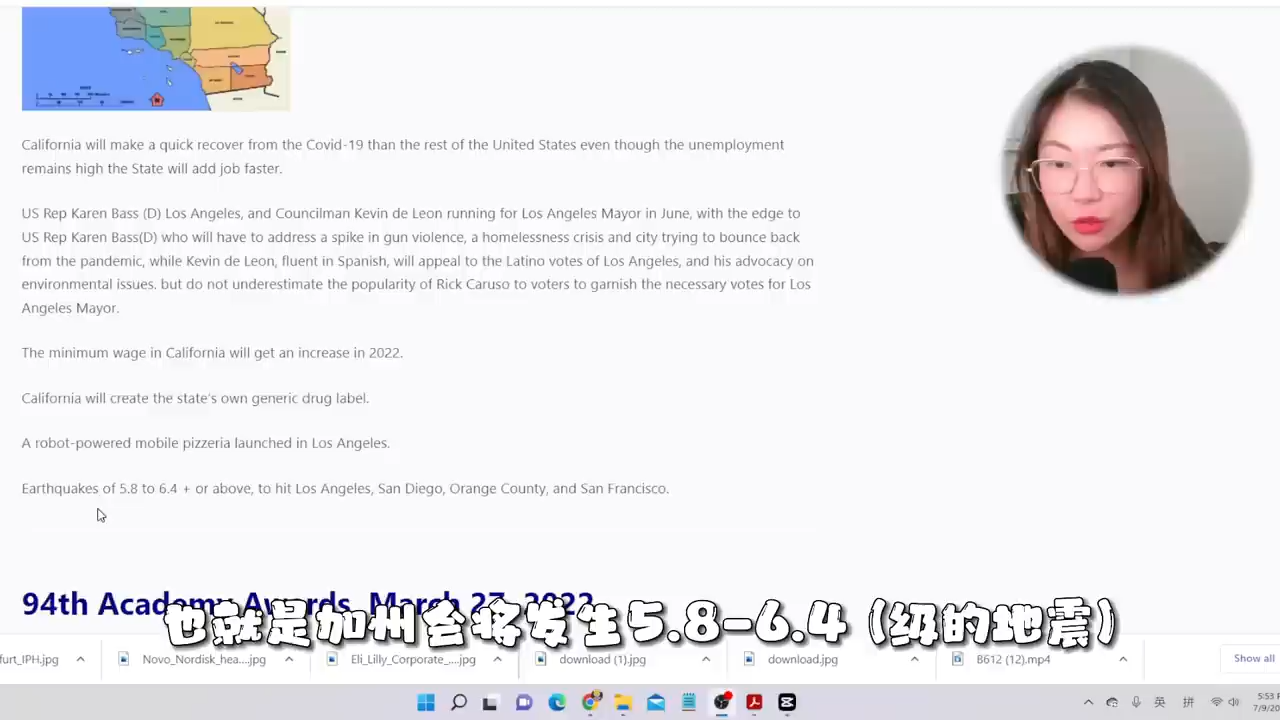 California will make a quick recover from the Covid-19 than the rest of the United States even though the unemployment
remains high the State will add job faster.
US Rep Karen Bass (D) Los Angeles, and Councilman Kevin de Leon running for Los Angeles Mayor in June, with the edge to
US Rep Karen Bass(D) who will have to address a spike in gun violence, a homelessness crisis and city trying to bounce back
from the pandemic, while Kevin de Leon, fluent in Spanish, will appeal to the Latino votes of Los Angeles, and his advocacy on
environmental issues. but do not underestimate the popularity of Rick Caruso to voters to garnish the necessary votes for Los
Angeles Mayor.
The minimum wage in California will get an increase in 2022.
California will create the state's own generic drug label.
A robot-powered mobile pizzeria launched in Los Angeles.
Earthquakes of 5.8 to 6.4 + or above, to hit Los Angeles, San Diego, Orange County, and San Francisco.
94th Academy Awards, March 27, 2022
也就是加州会将发生5.8-6.4 (级的地震)
furt_IPH.jpg
Novo_Nordisk_hea....jpg
Eli_Lilly_Corporate_....jpg
download (1).jpg
download.jpg
B612 (12).mp4
Show all
英
拼
5:53
7/9/20